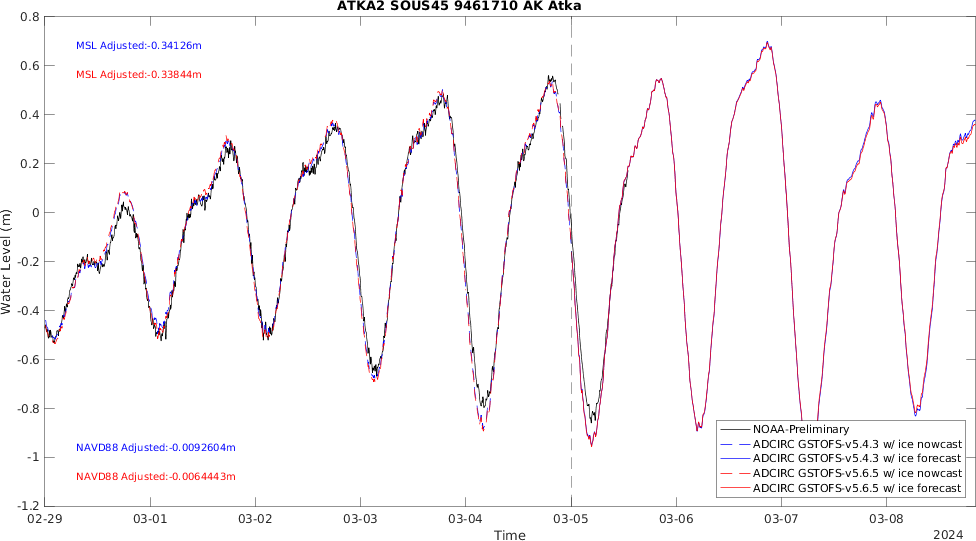 ATKA2 SOUS45 9461710 AK Atka
0.8
MSL Adjusted:-0.34126m
0.6
MSL Adjusted:-0.33844m
0.4
0.2
0
Water Level (m)
-0.2
-0.4
-0.6
-0.8
-1
-1.2
NAVD88 Adjusted:-0.0092604m
NAVD88 Adjusted:-0.0064443m
NOAA-Preliminary
ADCIRC GSTOFS-v5.4.3 w/ ice nowcast
ADCIRC GSTOFS-v5.4.3 w/ ice forecast
ADCIRC GSTOFS-v5.6.5 w/ ice nowcast
ADCIRC GSTOFS-v5.6.5 w/ ice forecast
02-29 03-01 03-02 03-03 03-04 03-05 03-06 03-07 03-08
Time
2024